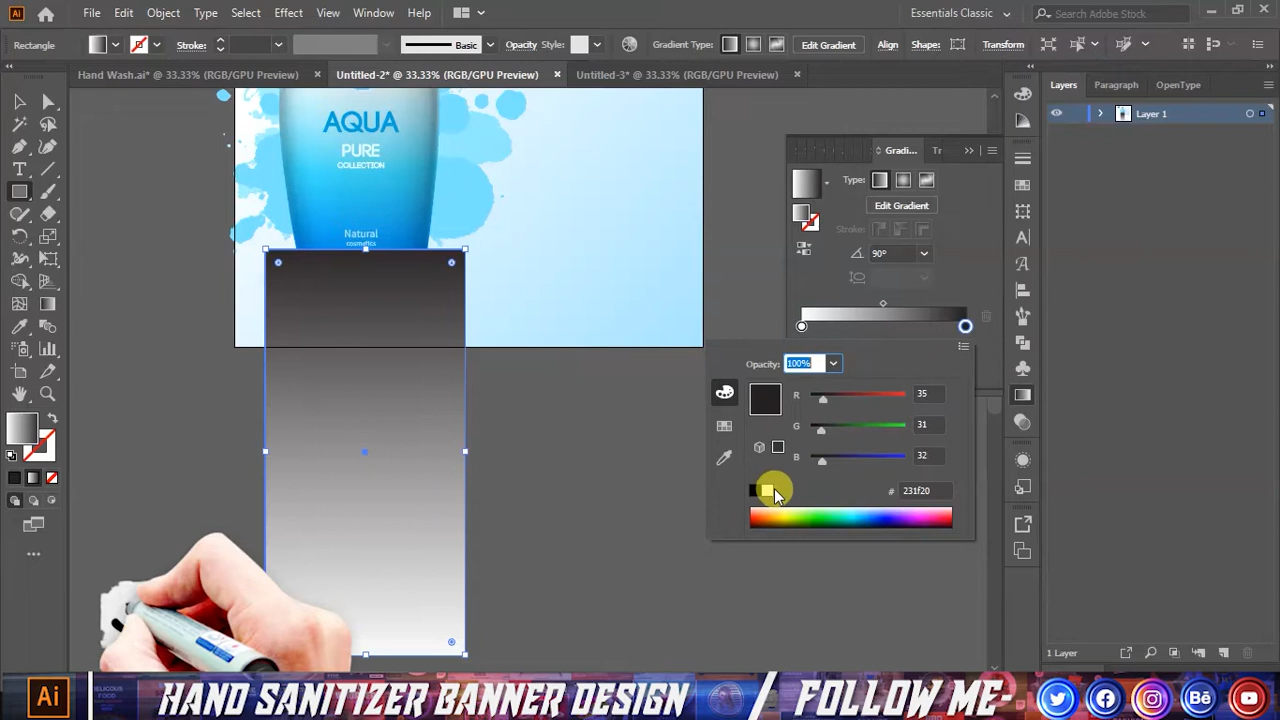 Ai
File Edit Object Type Select Effect View Window Help
Essentials Classic
Search Adobe Stock
Rectangle
Stroke:
Basic
Opacity Style:
Gradient Type:
Edit Gradient
Align
Shape:
Transform
Hand Wash.ai* @ 33.33% (RGB/GPU Preview)
Untitled-2* @ 33.33% (RGB/GPU Preview)
Untitled-3* @ 33.33% (RGB/GPU Preview)
Layers Paragraph OpenType
Layer 1
AQUA
PURE
COLLECTION
Natural
cosmetics
Gradi... Tr
Type:
Edit Gradient
Stroke:
90°
Opacity: 100%
R 35
G 31
B 32
# 231f20
1 Layer
Ai HAND SANITIZER BANNER DESIGN / FOLLOW ME-